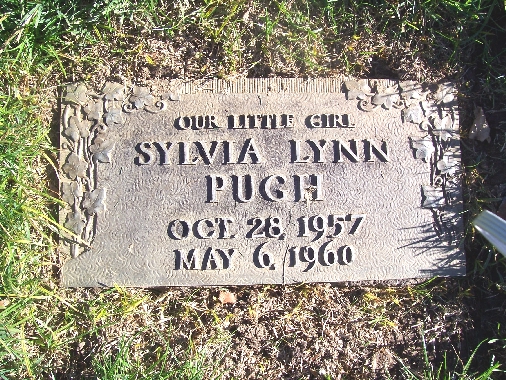 OUR LITTLE GIRL
SYLVIA LYNN
PUGH
OCT. 28, 1957
MAY 6, 1960